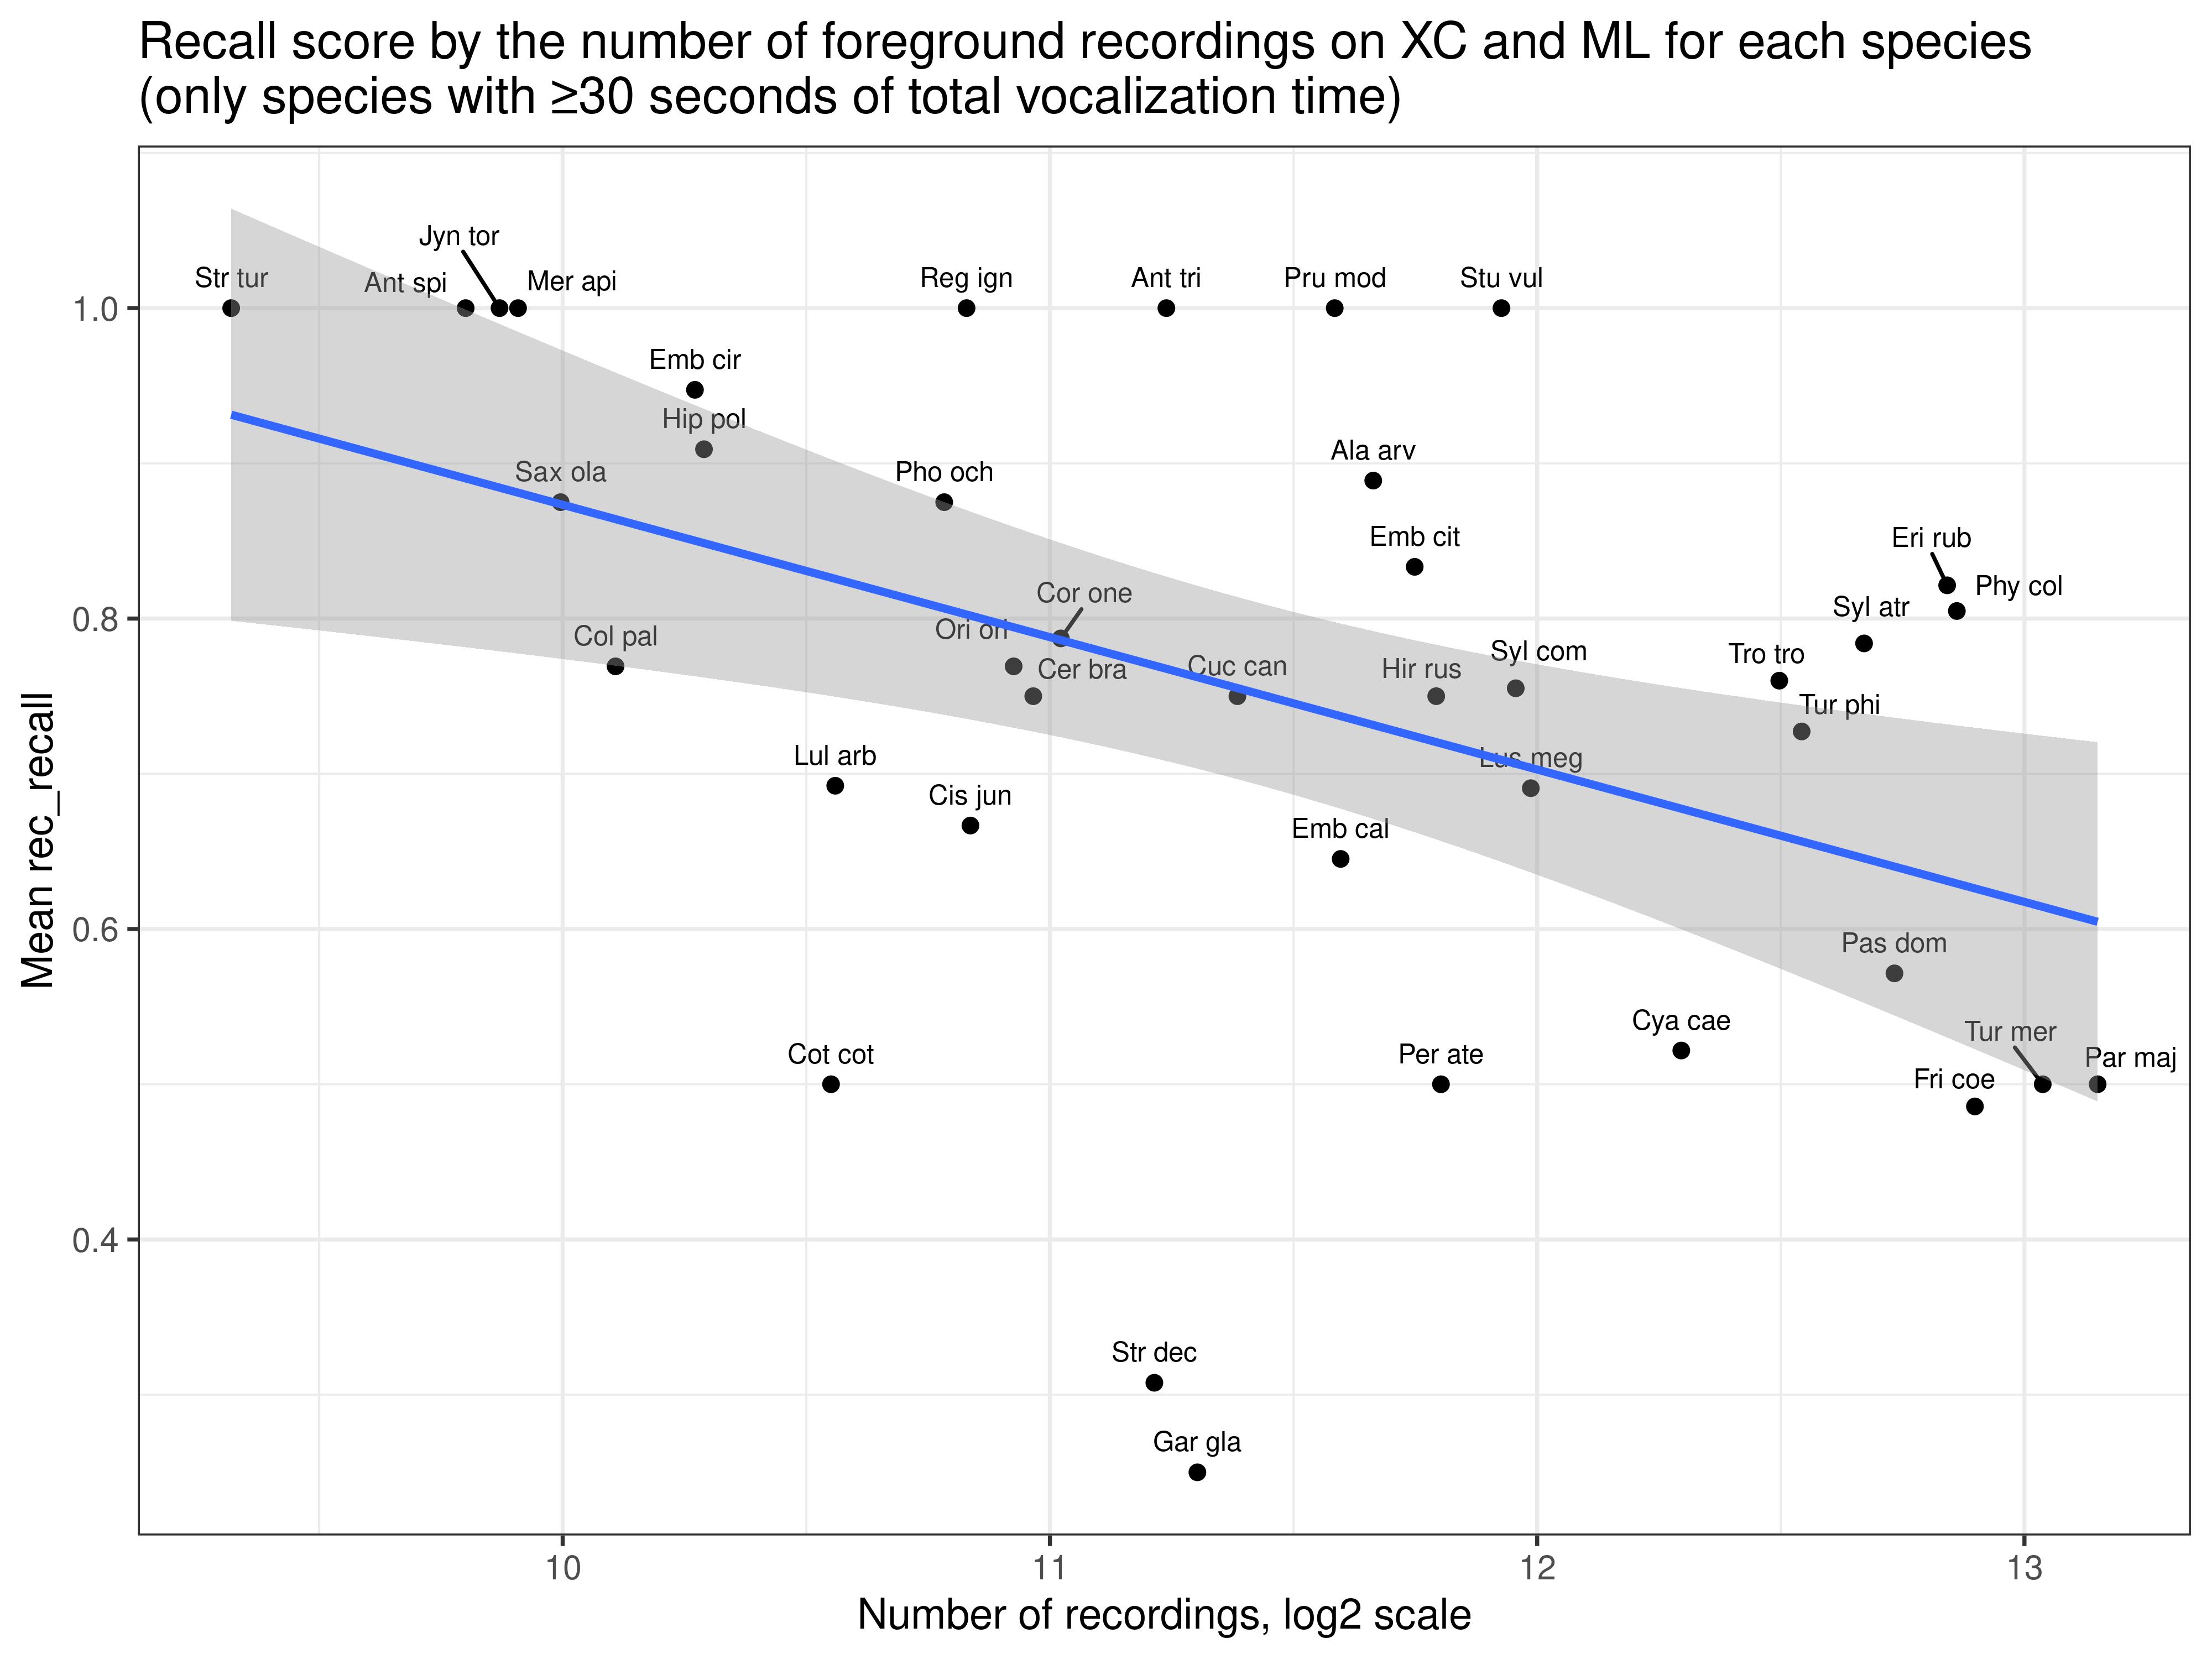 Recall score by the number of foreground recordings on XC and ML for each species
(only species with ≥30 seconds of total vocalization time)
Jyn tor
Str tur
Ant spi
Mer api
Reg ign
Ant tri
Pru mod
Stu vul
1.0
Emb cir
Hip pol
Ala arv
Sax ola
Pho och
Emb cit
Eri rub
Cor one
Phy col
Syl atr
0.8
Ori ori
Col pal
Syl com
Tro tro
Cer bra
Cuc can
Hir rus
Tur phi
Lul arb
Lus meg
Cis jun
Emb cal
Mean rec_recall
0.6
Pas dom
Cya cae
Tur mer
Cot cot
Per ate
Par maj
Fri coe
0.4
Str dec
Gar gla
10
11
12
13
Number of recordings, log2 scale